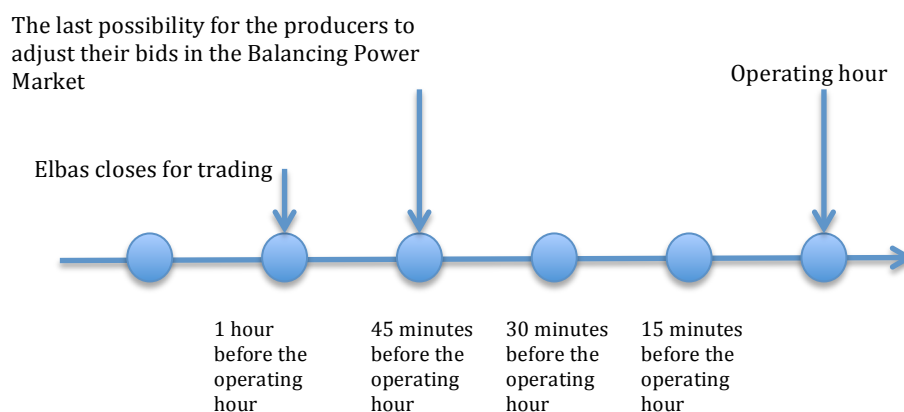 The last possibility for the producers to
adjust their bids in the Balancing Power
Market
Operating hour
Elbas closes for trading
1 hour
before the
operating
hour
45 minutes
before the
operating
hour
30 minutes
before the
operating
hour
15 minutes
before the
operating
hour